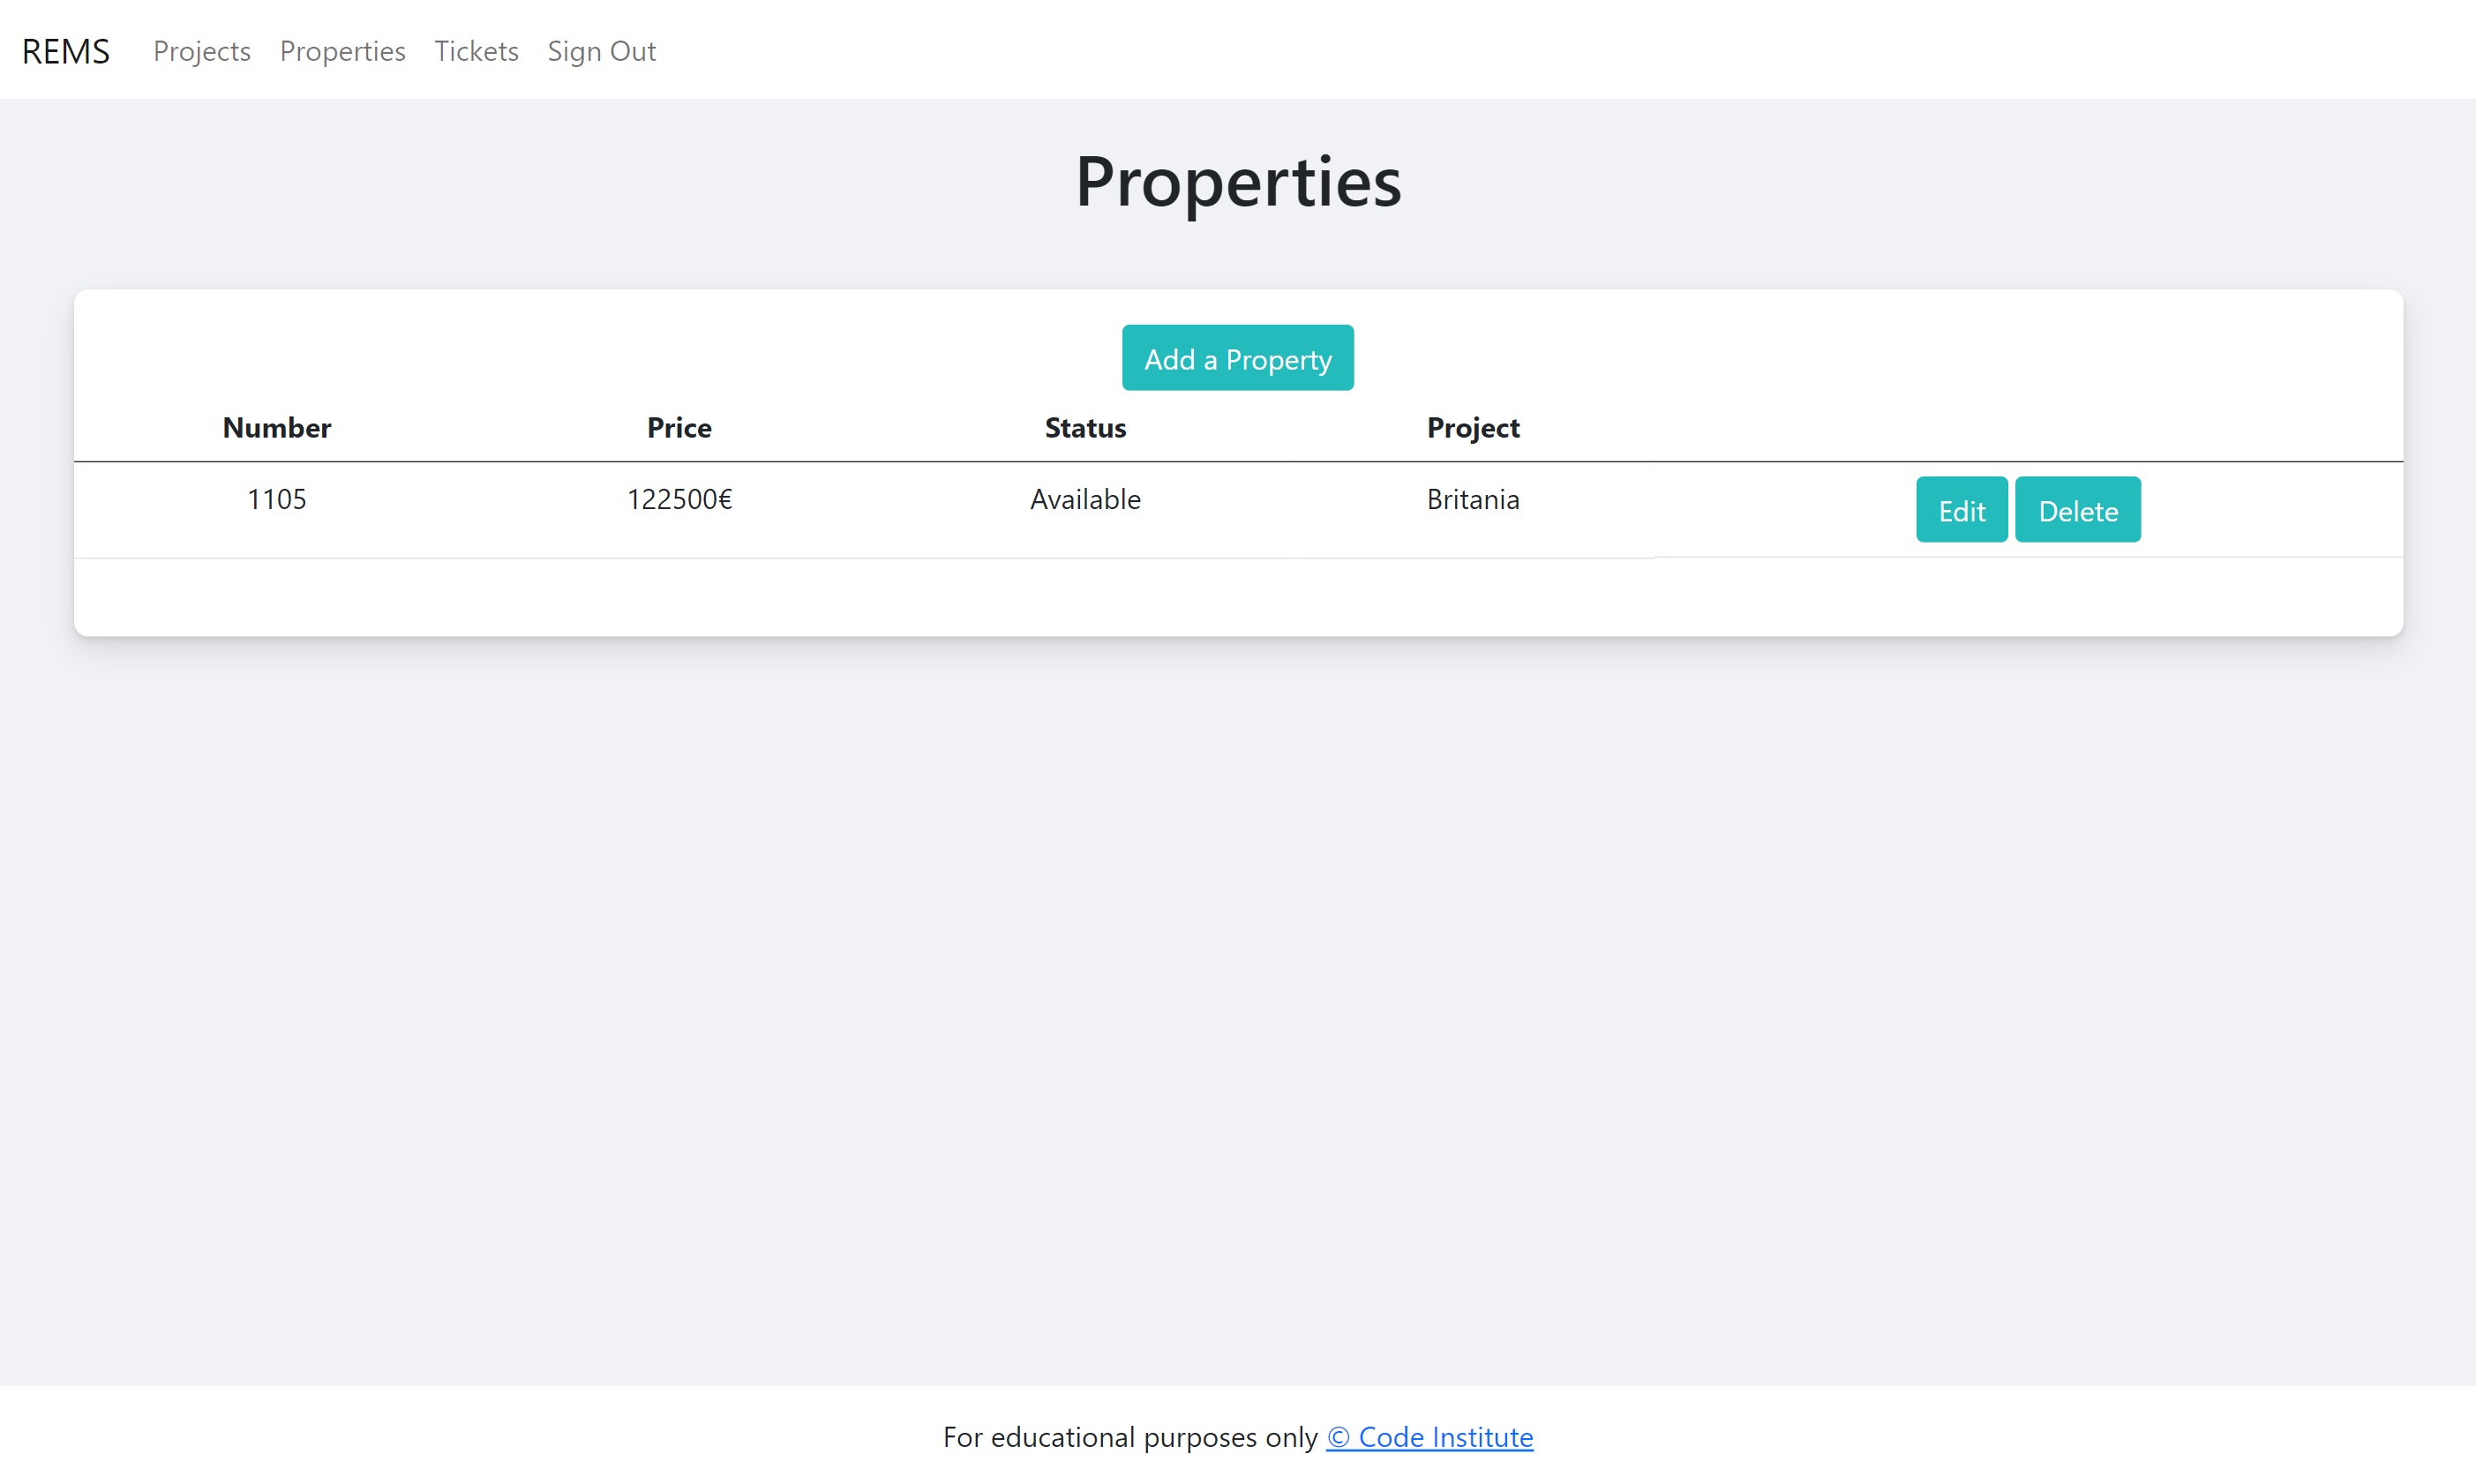 REMS Projects Properties Tickets Sign Out
Properties
Add a Property
Number Price Status Project
1105 122500€ Available Britania Edit Delete
For educational purposes only © Code Institute